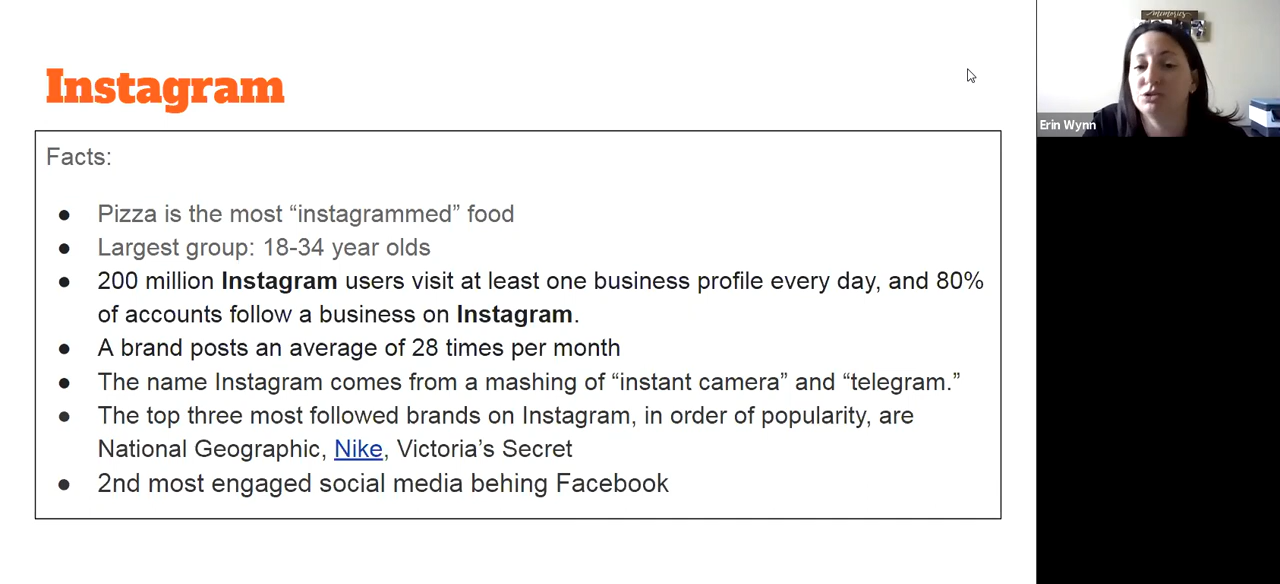 Instagram
Facts:
● Pizza is the most “instagrammed” food
● Largest group: 18-34 year olds
● 200 million Instagram users visit at least one business profile every day, and 80%
of accounts follow a business on Instagram.
● A brand posts an average of 28 times per month
● The name Instagram comes from a mashing of “instant camera” and “telegram.”
● The top three most followed brands on Instagram, in order of popularity, are
National Geographic, Nike, Victoria’s Secret
● 2nd most engaged social media behing Facebook
memories
Erin Wynn